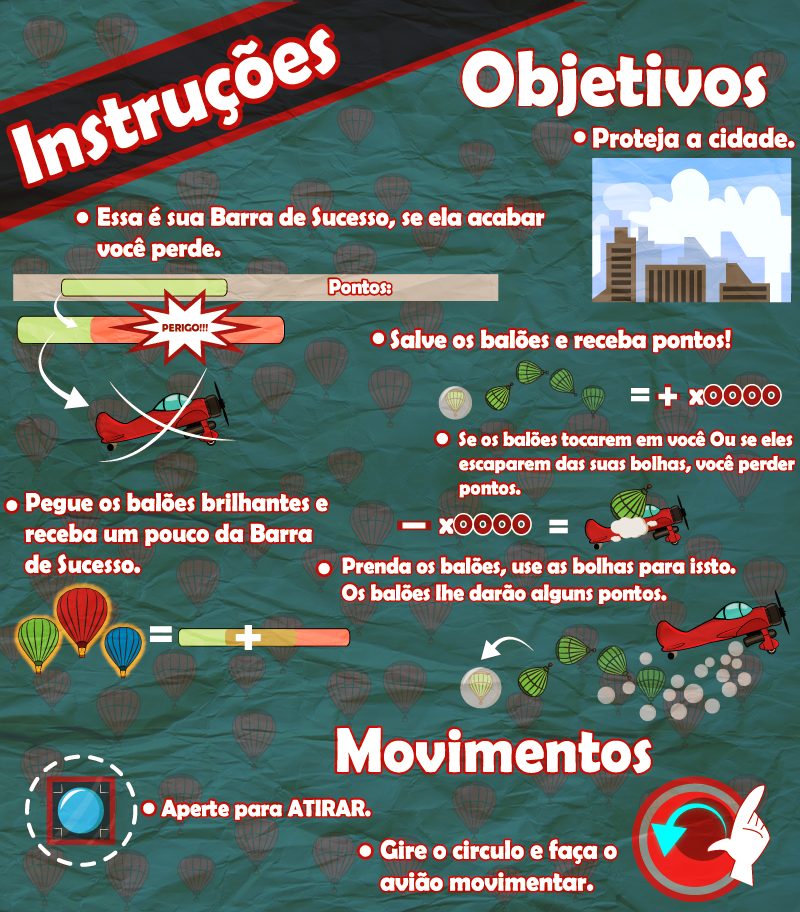 Instruções
Objetivos
Proteja a cidade.
Essa é sua Barra de Sucesso, se ela acabar
você perde.
Pontos:
PERIGO!!!
Salve os balões e receba pontos!
= + x0000
Se os balões tocarem em você Ou se eles
escaparem das suas bolhas, você perder
pontos.
- x0000 =
Pegue os balões brilhantes e
receba um pouco da Barra
de Sucesso.
= +
Prenda os balões, use as bolhas para issto.
Os balões lhe darão alguns pontos.
Movimentos
Aperte para ATIRAR.
Gire o circulo e faça o
avião movimentar.